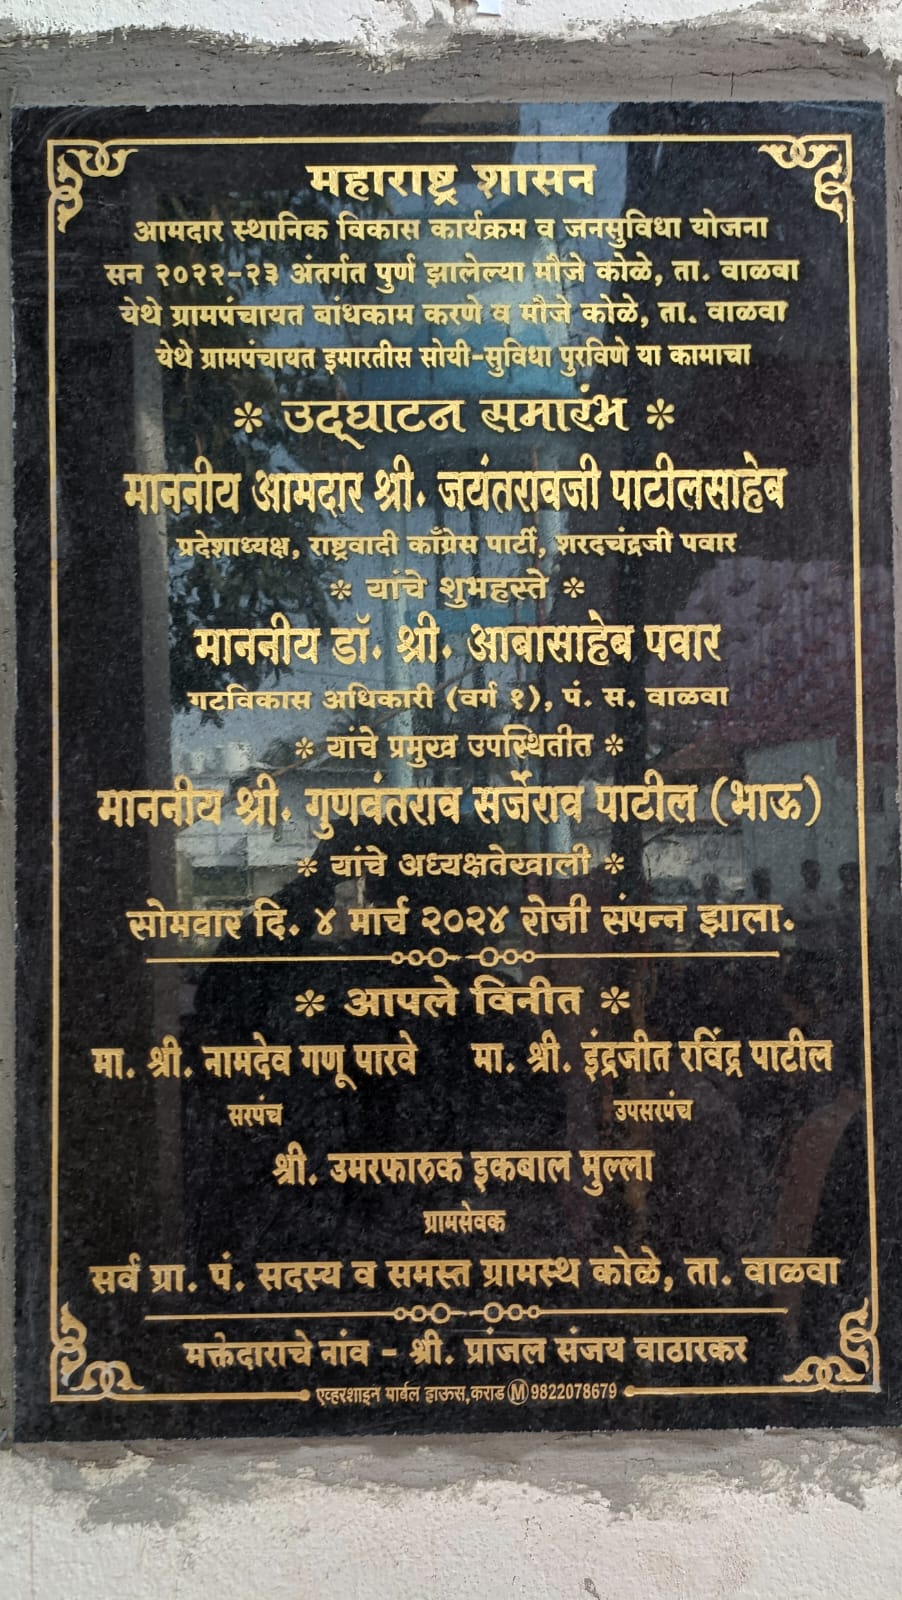 महाराष्ट्र शासन
आमदार स्थानिक विकास कार्यक्रम व जनसुविधा योजना
सन २०२२-२३ अंतर्गत पुर्ण झालेल्या मौजे कोळे, ता. वाळवा
येथे ग्रामपंचायत बांधकाम करणे व मौजे कोळे, ता. वाळवा
येथे ग्रामपंचायत इमारतीस सोयी-सुविधा पुरविणे या कामाचा
* उद्‌घाटन समारंभ *
माननीय आमदार श्री. जयंतरावजी पाटीलसाहेब
प्रदेशाध्यक्ष, राष्ट्रवादी काँग्रेस पार्टी, शरदचंद्रजी पवार
* यांचे शुभहस्ते *
माननीय डॉ. श्री. आबासाहेब पवार
गटविकास अधिकारी (वर्ग १), पं. स. वाळवा
* यांचे प्रमुख उपस्थितीत *
माननीय श्री. गुणवंतराव सर्जेराव पाटील (भाऊ)
* यांचे अध्यक्षतेखाली *
सोमवार दि. ४ मार्च २०२४ रोजी संपन्न झाला.
* आपले विनीत *
मा. श्री. नामदेव गणू पारवे मा. श्री. इंद्रजीत रविंद्र पाटील
सरपंच उपसरपंच
श्री. उमरफारुक इकबाल मुल्ला
ग्रामसेवक
सर्व ग्रा. पं. सदस्य व समस्त ग्रामस्थ कोळे, ता. वाळवा
मक्तेदाराचे नांव - श्री. प्रांजल संजय वाठारकर
एव्हरशाइन मार्बल हाऊस,कराड Ⓜ 9822078679